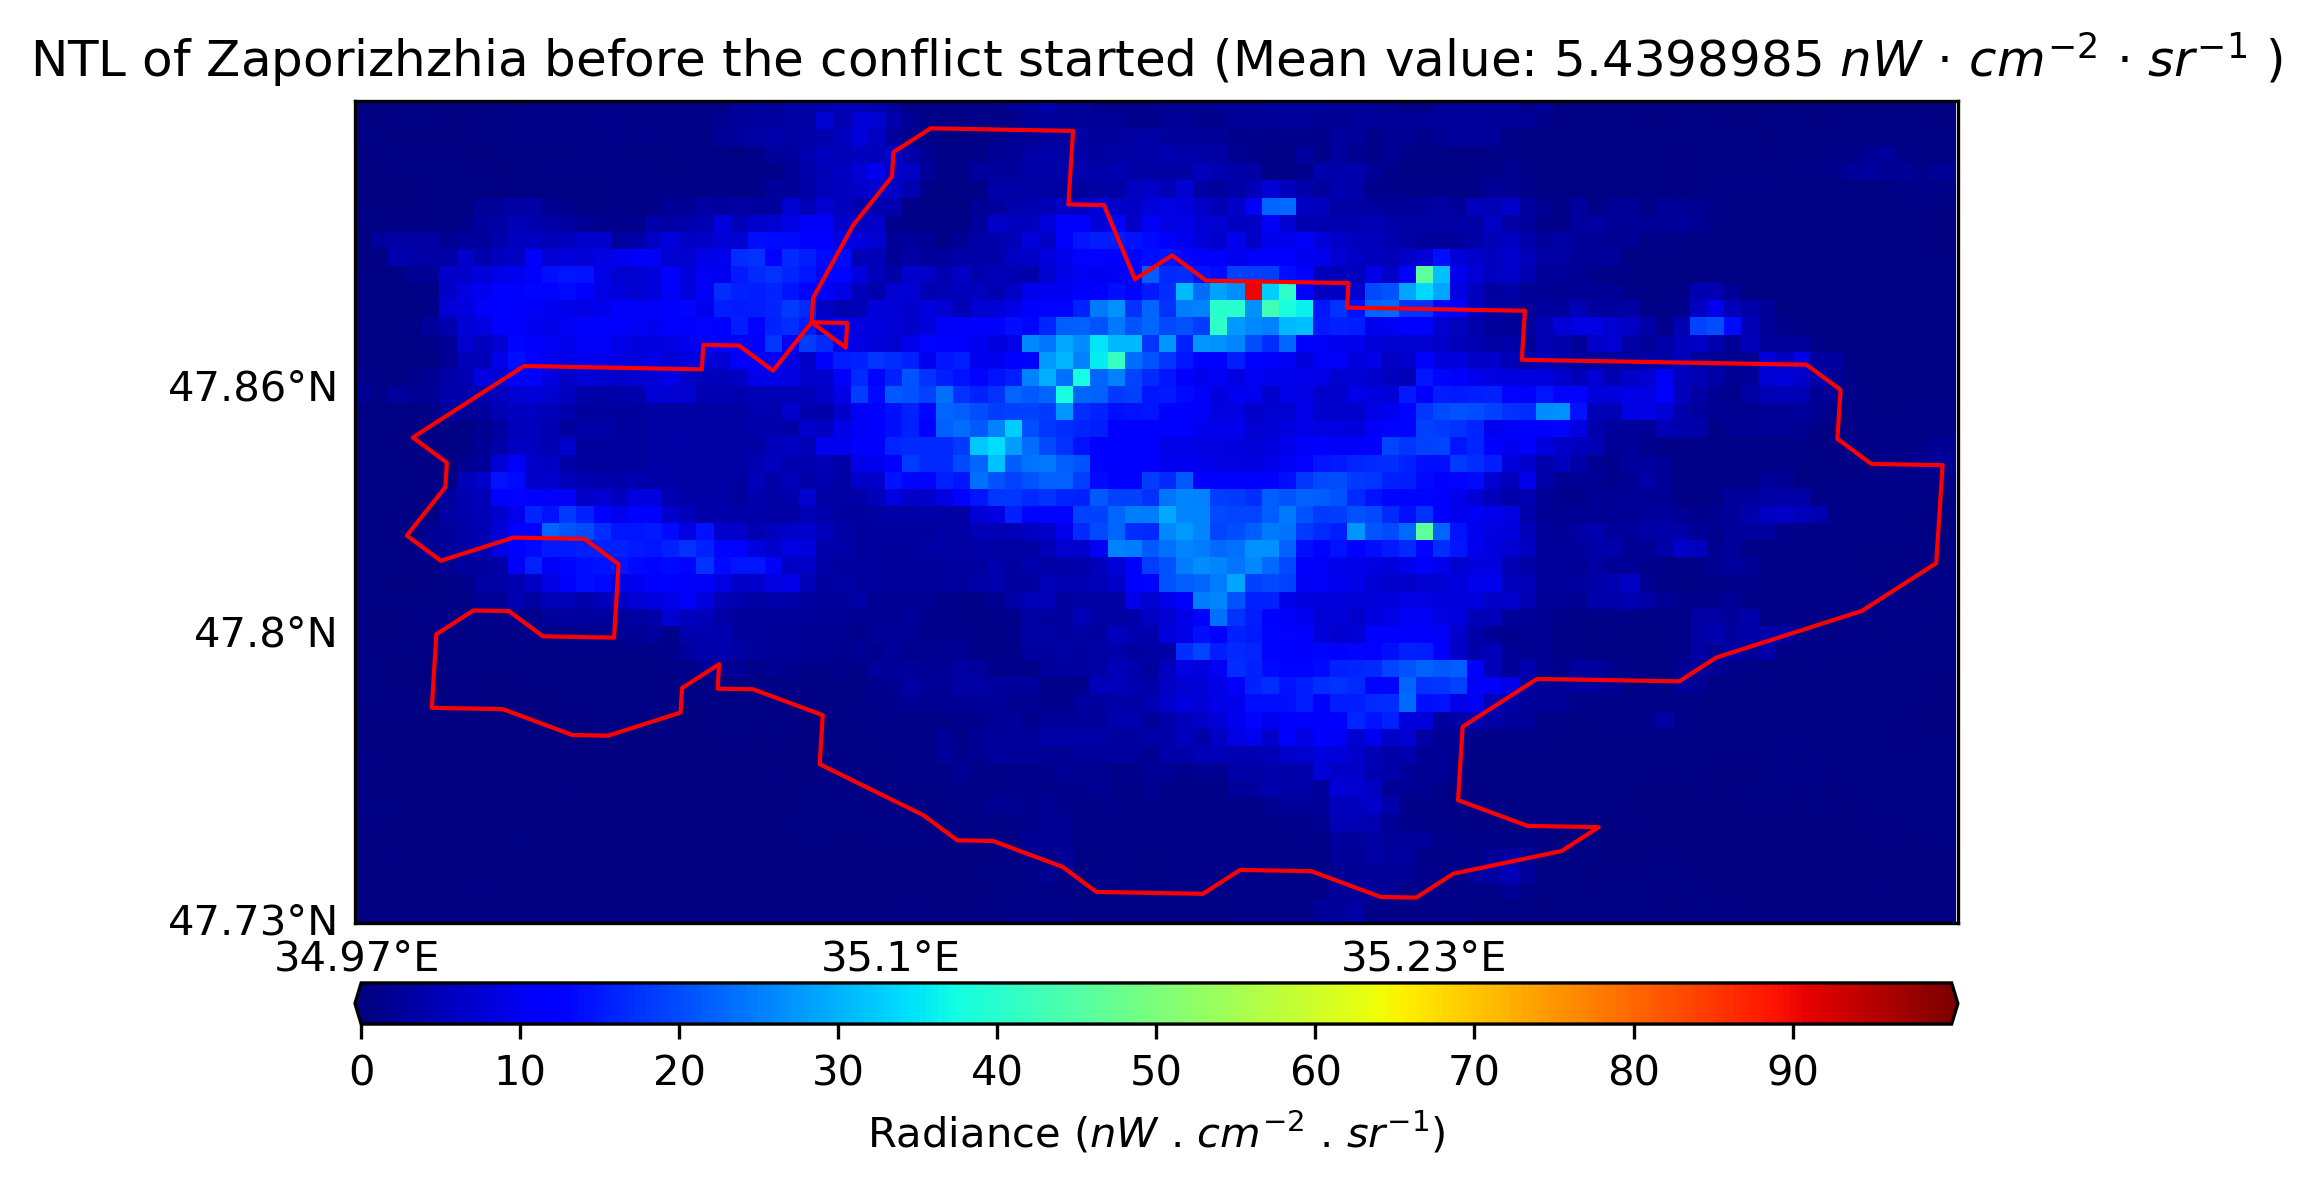 NTL of Zaporizhzhia before the conflict started (Mean value: 5.4398985 nW · cm⁻² · sr⁻¹ )
47.86°N
47.8°N
47.73°N
34.97°E 35.1°E 35.23°E
0 10 20 30 40 50 60 70 80 90
Radiance (nW . cm⁻² . sr⁻¹)